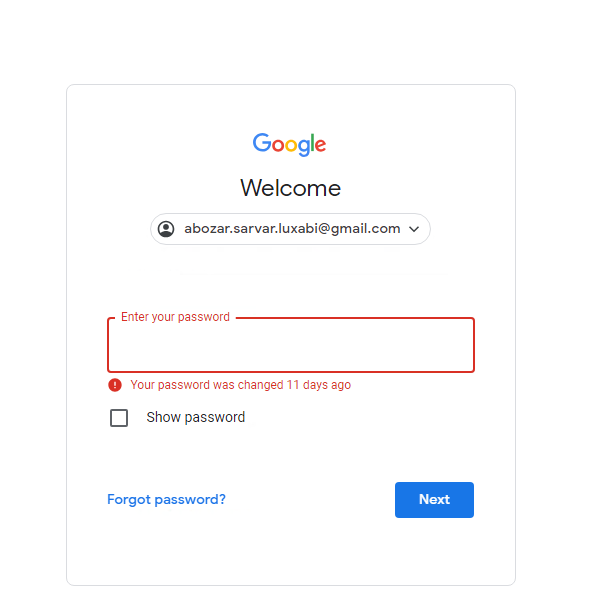 Google
Welcome
abozar.sarvar.luxabi@gmail.com
Enter your password
Your password was changed 11 days ago
Show password
Forgot password?
Next